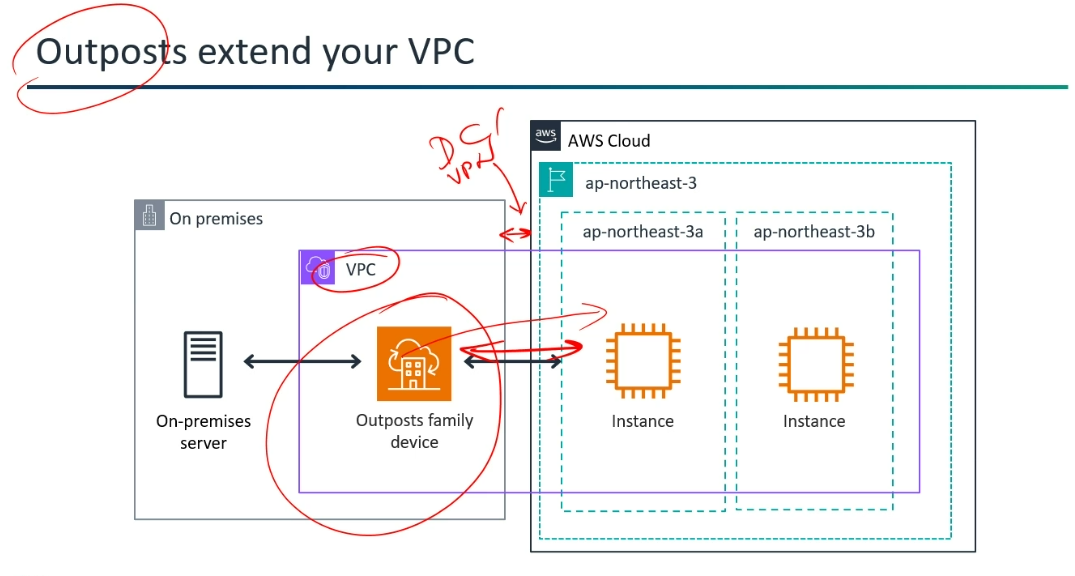 Outposts extend your VPC
VPN
aws
AWS Cloud
ap-northeast-3
On premises
ap-northeast-3a
ap-northeast-3b
VPC
On-premises
server
Outposts family
device
Instance
Instance